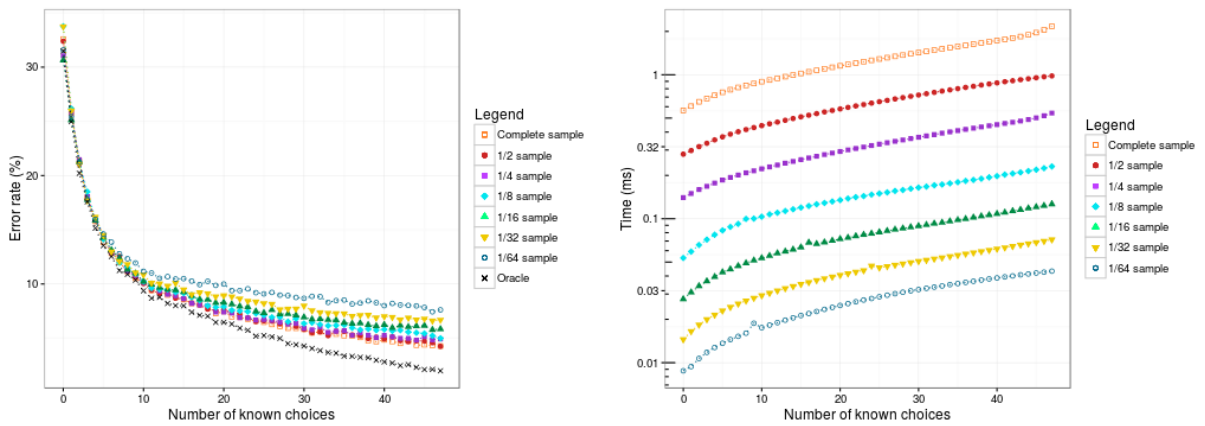 Error rate (%)
30
20
10
0
10
20
30
40
Number of known choices
Legend
Complete sample
1/2 sample
1/4 sample
1/8 sample
1/16 sample
1/32 sample
1/64 sample
Oracle
Time (ms)
1
0.32
0.1
0.03
0.01
0
10
20
30
40
Number of known choices
Legend
Complete sample
1/2 sample
1/4 sample
1/8 sample
1/16 sample
1/32 sample
1/64 sample